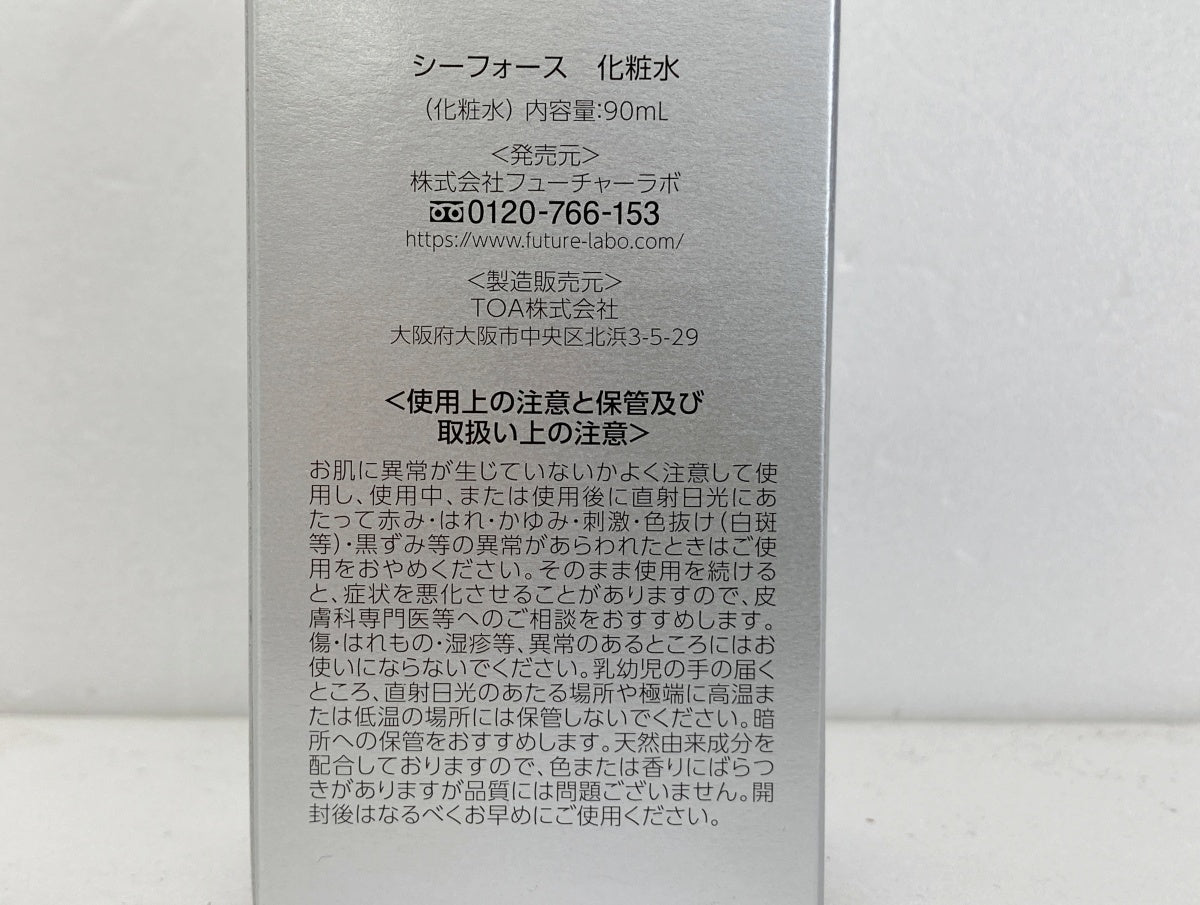 シーフォース　化粧水
（化粧水）内容量:90mL
＜発売元＞
株式会社フューチャーラボ
0120-766-153
https://www.future-labo.com/
＜製造販売元＞
TOA株式会社
大阪府大阪市中央区北浜3-5-29
＜使用上の注意と保管及び
取扱い上の注意＞
お肌に異常が生じていないかよく注意して使
用し、使用中、または使用後に直射日光にあ
たって赤み・はれ・かゆみ・刺激・色抜け（白斑
等）・黒ずみ等の異常があらわれたときはご使
用をおやめください。そのまま使用を続ける
と、症状を悪化させることがありますので、皮
膚科専門医等へのご相談をおすすめします。
傷・はれもの・湿疹等、異常のあるところにはお
使いにならないでください。乳幼児の手の届く
ところ、直射日光のあたる場所や極端に高温ま
たは低温の場所には保管しないでください。暗
所への保管をおすすめします。天然由来成分を
配合しておりますので、色または香りにばらつ
きがありますが品質には問題ございません。開
封後はなるべくお早めにご使用ください。